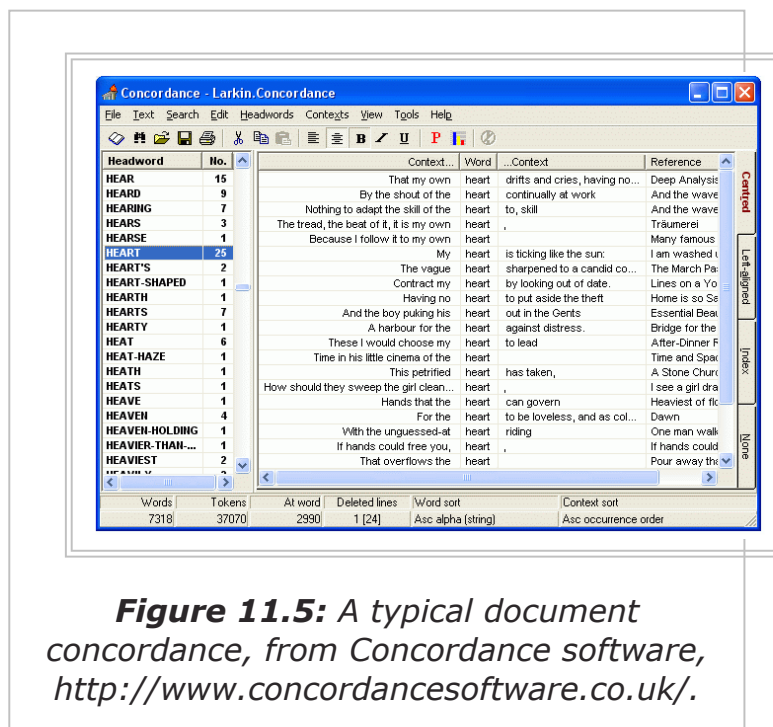 Concordance - Larkin.Concordance
File Text Search Edit Headwords Contexts View Tools Help
B I U P
Headword No. Context... Word ...Context Reference
HEAR 15 That my own heart drifts and cries, having no... Deep Analysis
HEARD 9 By the shout of the heart continually at work And the wave
HEARING 7 Nothing to adapt the skill of the heart to, skill And the wave
HEARS 3 The tread, the beat of it, it is my own heart , Träumerei
HEARSE 1 Because I follow it to my own heart Many famous
HEART 25 My heart is ticking like the sun: I am washed
HEART'S 2 The vague heart sharpened to a candid co... The March Pa
HEART-SHAPED 1 Contract my heart by looking out of date. Lines on a Yo
HEARTH 1 Having no heart to put aside the theft Home is so Sa
HEARTS 7 And the boy puking his heart out in the Gents Essential Beau
HEARTY 1 A harbour for the heart against distress. Bridge for the
HEAT 6 These I would choose my heart to lead After-Dinner R
HEAT-HAZE 1 Time in his little cinema of the heart Time and Spac
HEATH 1 This petrified heart has taken, A Stone Churc
HEATS 1 How should they sweep the girl clean... heart , I see a girl dra
HEAVE 1 Hands that the heart can govern Heaviest of flo
HEAVEN 4 For the heart to be loveless, and as col... Dawn
HEAVEN-HOLDING 1 With the unguessed-at heart riding One man walk
HEAVIER-THAN-... 1 If hands could free you, heart , If hands could
HEAVIEST 2 That overflows the heart Pour away tha
Centred
Left-aligned
Index
None
Words Tokens At word Deleted lines Word sort Context sort
7318 37070 2990 1 [24] Asc alpha (string) Asc occurrence order
Figure 11.5: A typical document
concordance, from Concordance software,
http://www.concordancesoftware.co.uk/.